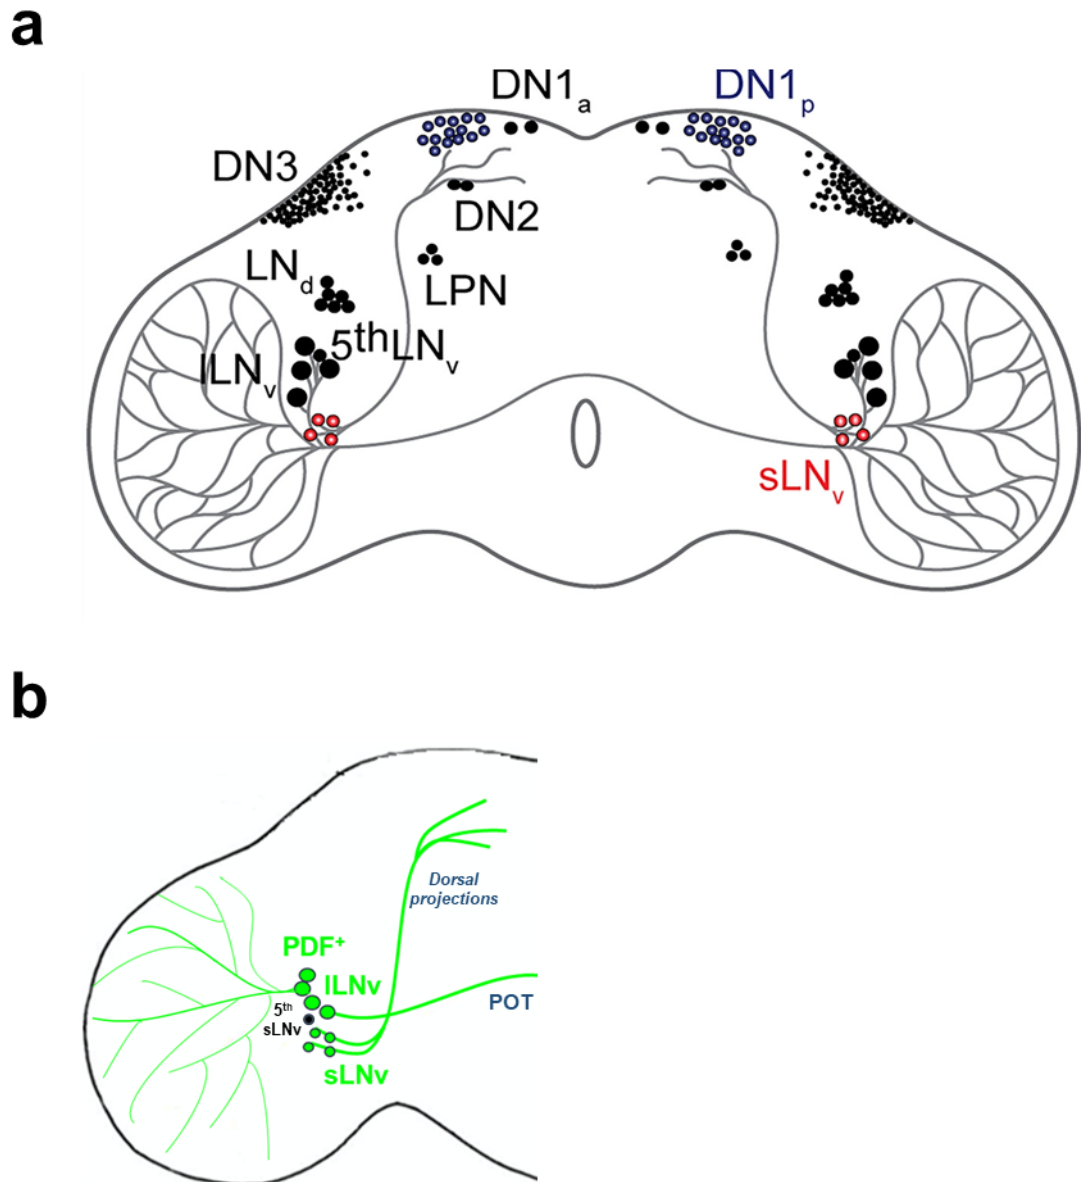 a
DN1a
DN1p
DN3
DN2
LNd
LPN
5thLNv
lLNv
sLNv
b
Dorsal
projections
PDF+
lLNv
POT
5th
sLNv
sLNv